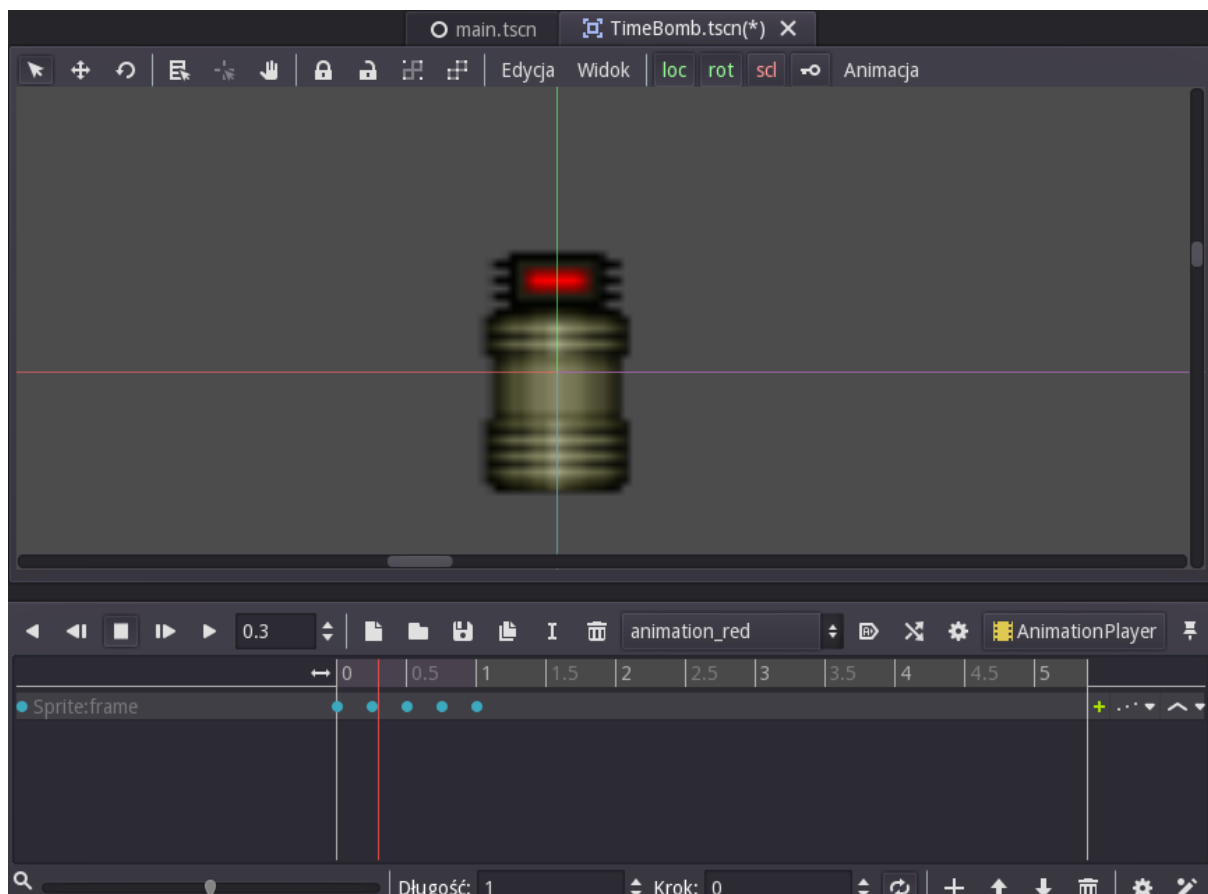 main.tscn TimeBomb.tscn(*)
Edycja Widok loc rot scl Animacja
0.3 animation_red AnimationPlayer
0 0.5 1 1.5 2 2.5 3 3.5 4 4.5 5
Sprite:frame
Długość: 1 Krok: 0